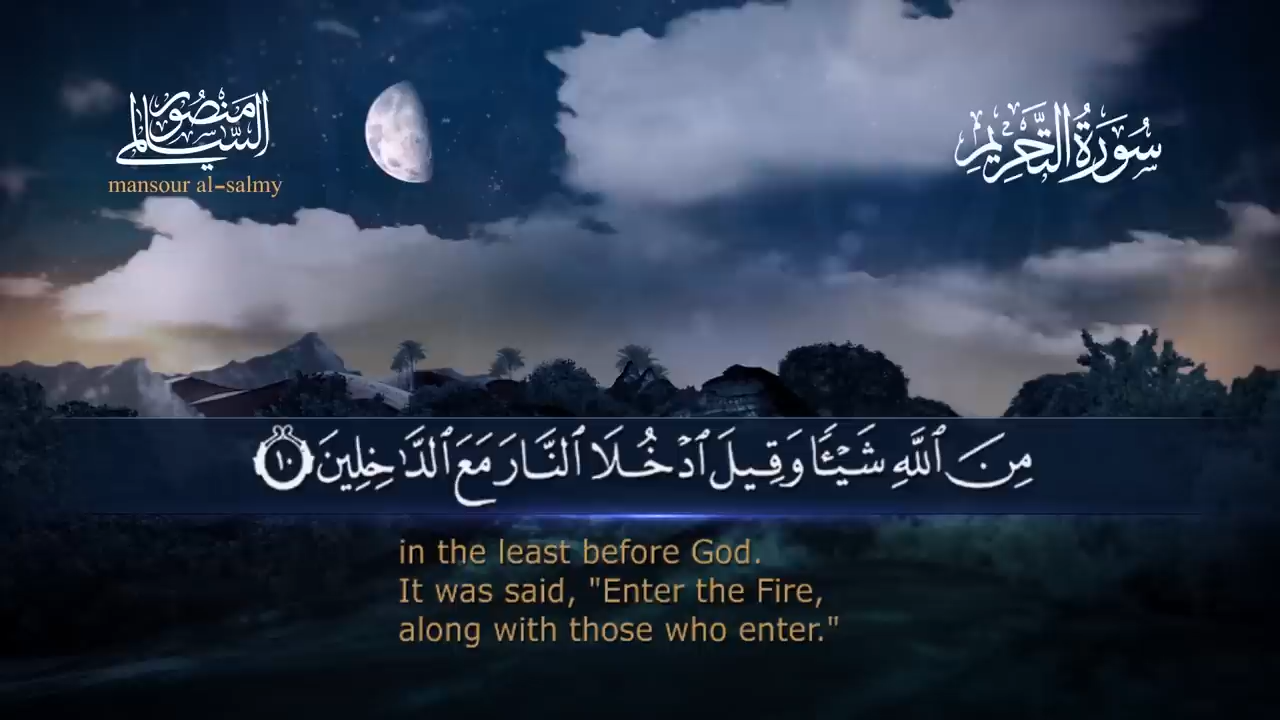 منصور السالمي
mansour al-salmy
سُورَةُ التَّحْرِيمِ
مِنَ ٱللَّهِ شَيْـًٔا وَقِيلَ ٱدْخُلَا ٱلنَّارَ مَعَ ٱلدَّٰخِلِينَ ١٠
in the least before God.
It was said, "Enter the Fire,
along with those who enter."